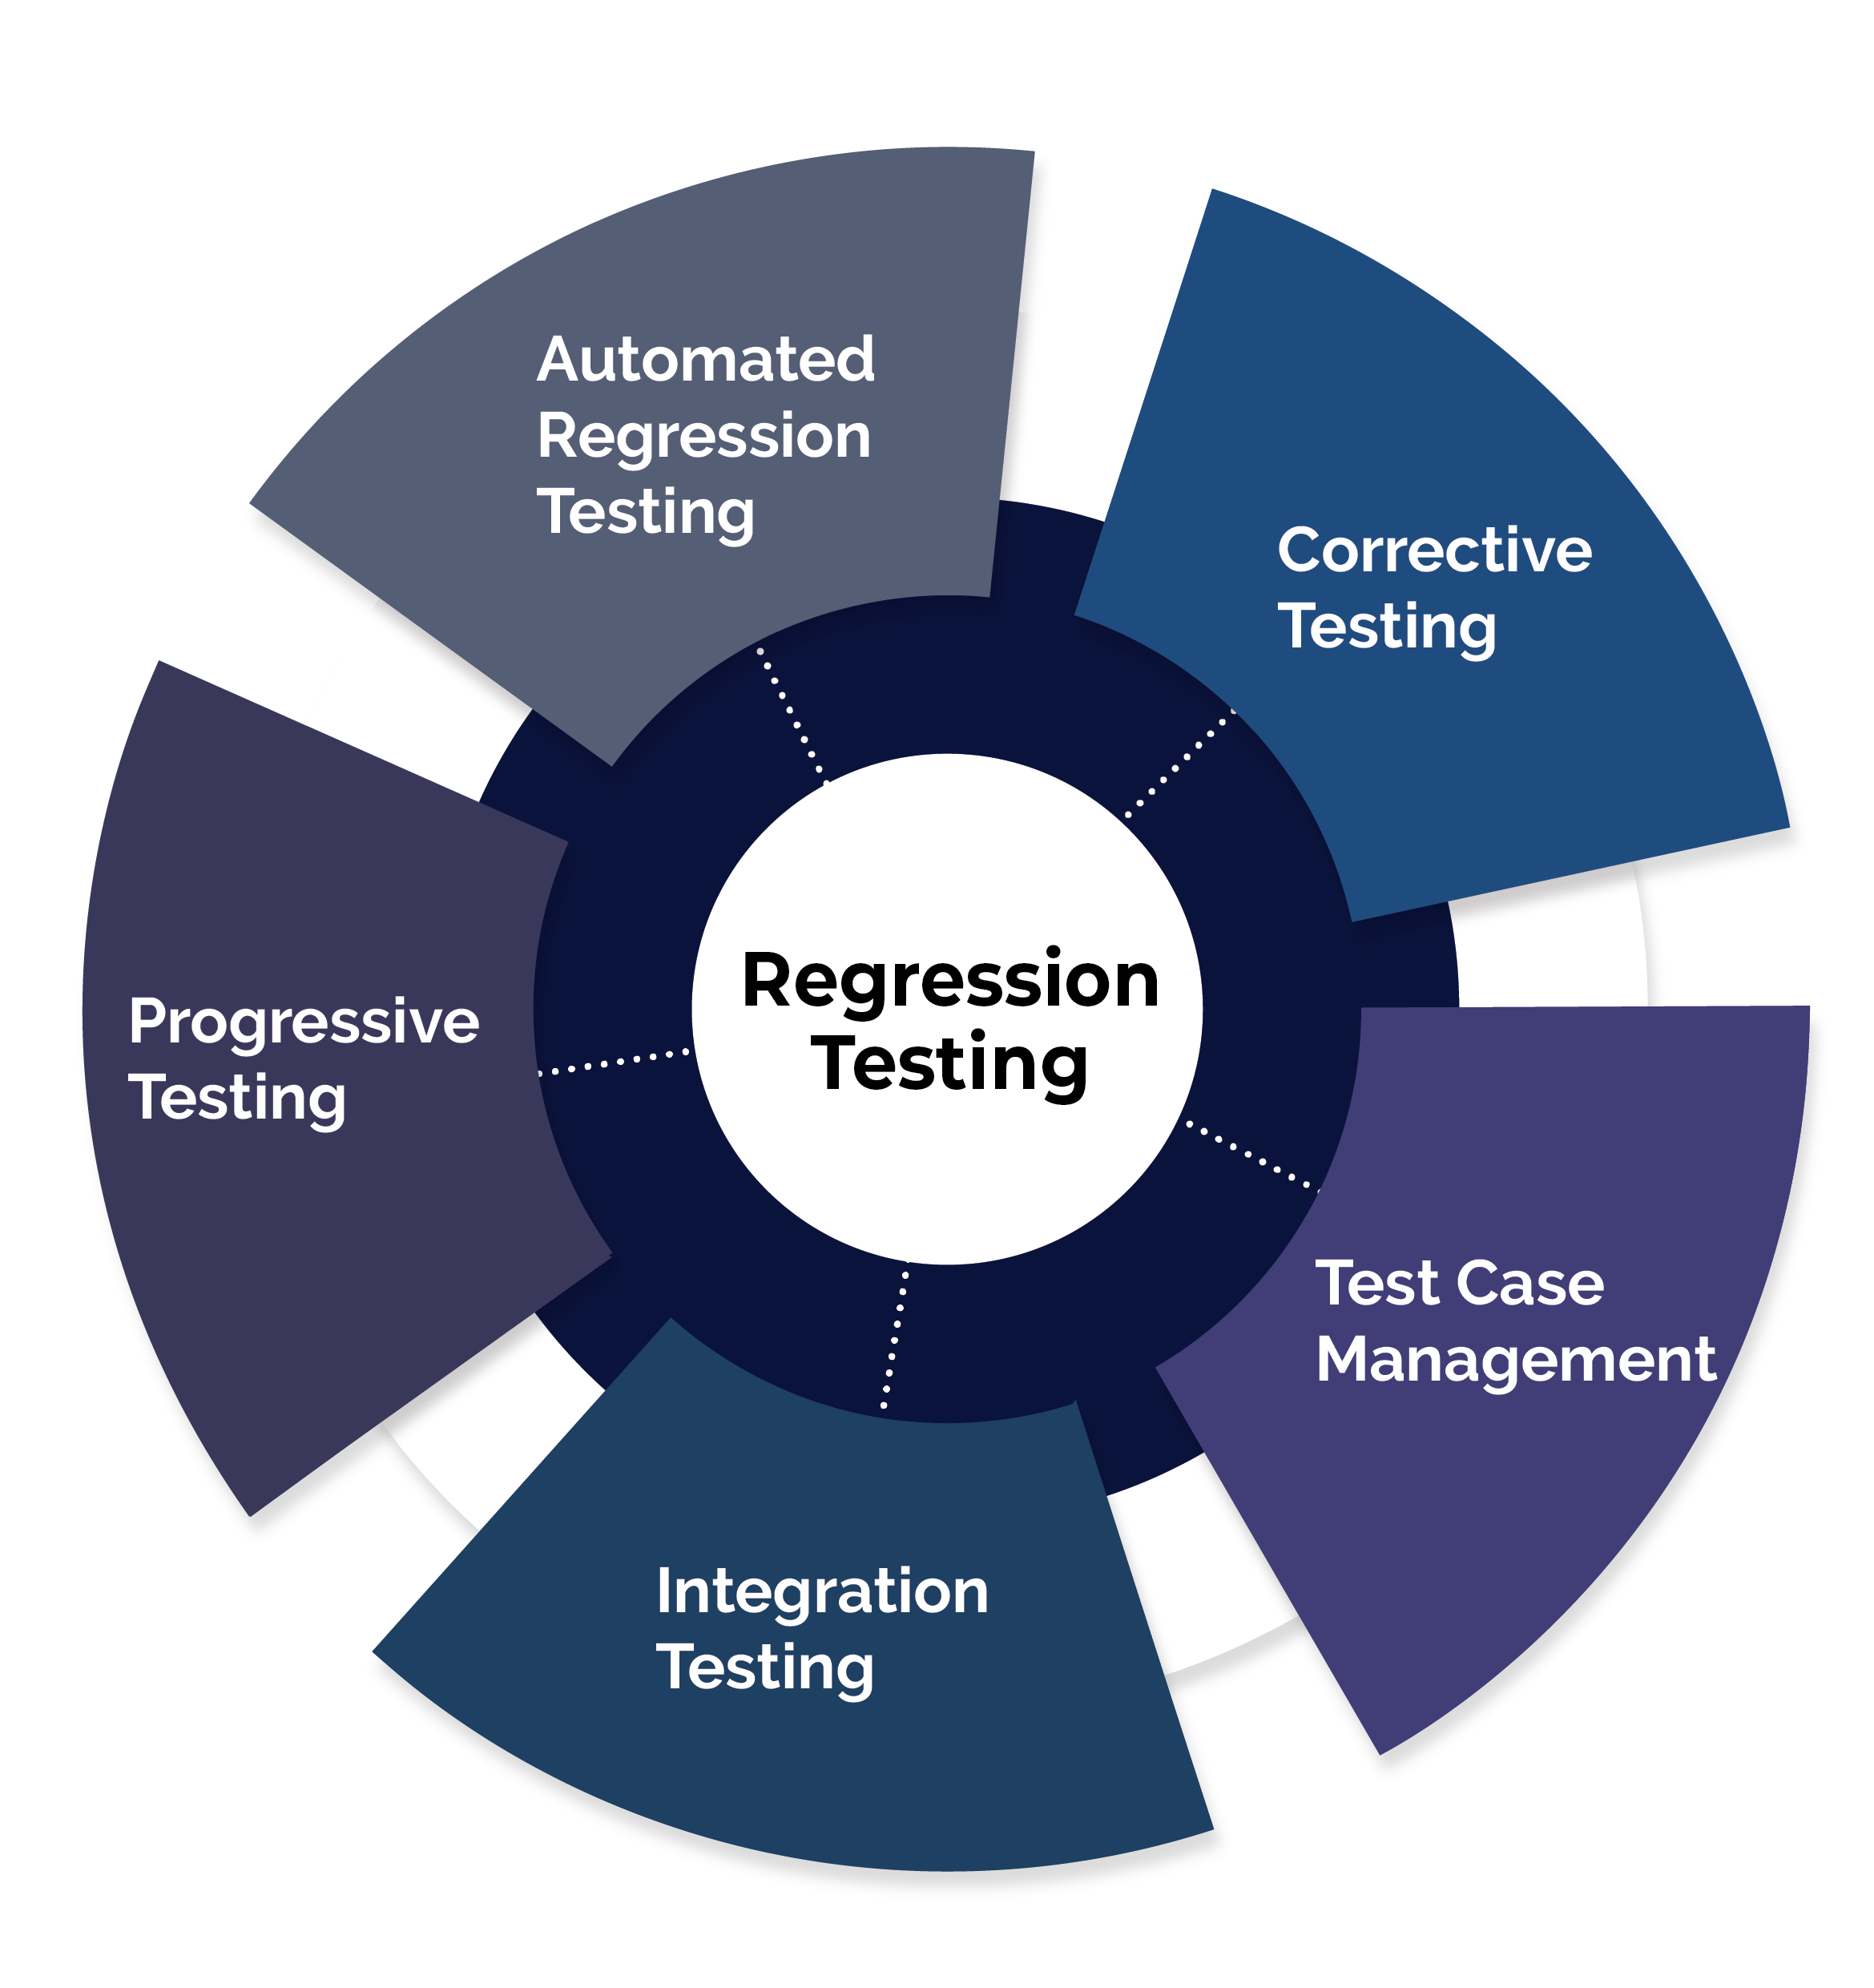 Automated
Regression
Testing
Corrective
Testing
Progressive
Testing
Regression
Testing
Test Case
Management
Integration
Testing